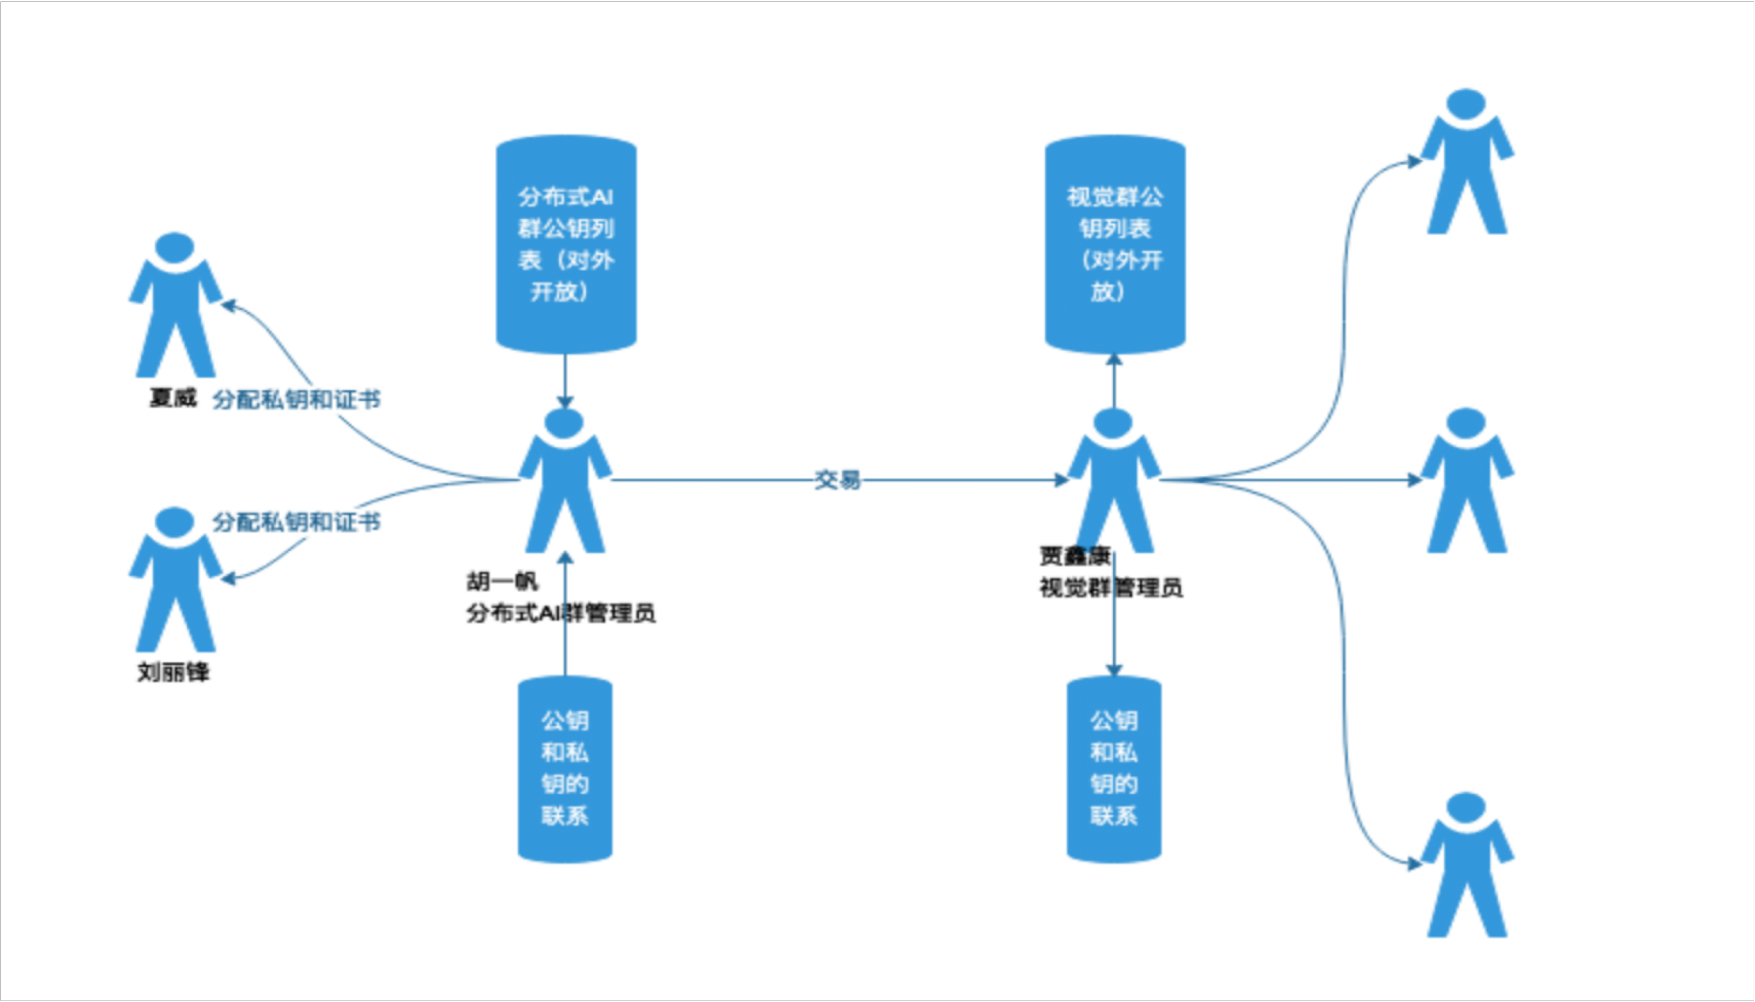 分布式AI
群公钥列
表（对外
开放）
视觉群公
钥列表
（对外开
放）
夏威
分配私钥和证书
交易
分配私钥和证书
刘丽锋
胡一帆
分布式AI群管理员
贾鑫康
视觉群管理员
公钥
和私
钥的
联系
公钥
和私
钥的
联系